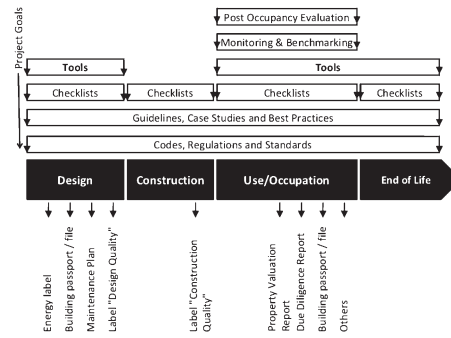 Project Goals
Post Occupancy Evaluation
Monitoring & Benchmarking
Tools
Tools
Checklists
Checklists
Checklists
Checklists
Guidelines, Case Studies and Best Practices
Codes, Regulations and Standards
Design
Construction
Use/Occupation
End of Life
Energy label
Building passport / file
Maintenance Plan
Label "Design Quality"
Label "Construction
Quality"
Property Valuation
Report
Due Diligence Report
Building passport / file
Others